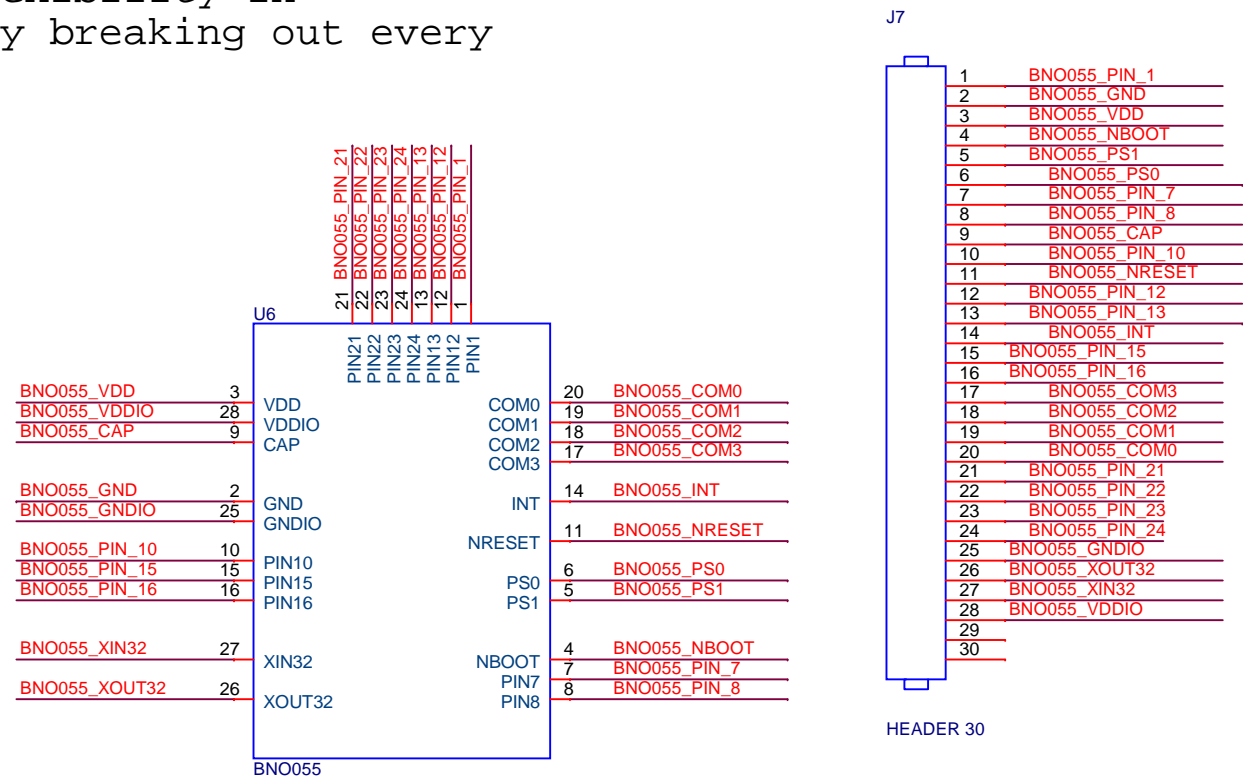 y breaking out every
J7
1 BNO055_PIN_1
2 BNO055_GND
3 BNO055_VDD
4 BNO055_NBOOT
5 BNO055_PS1
6 BNO055_PS0
7 BNO055_PIN_7
8 BNO055_PIN_8
9 BNO055_CAP
10 BNO055_PIN_10
11 BNO055_NRESET
12 BNO055_PIN_12
13 BNO055_PIN_13
14 BNO055_INT
15 BNO055_PIN_15
16 BNO055_PIN_16
17 BNO055_COM3
18 BNO055_COM2
19 BNO055_COM1
20 BNO055_COM0
21 BNO055_PIN_21
22 BNO055_PIN_22
23 BNO055_PIN_23
24 BNO055_PIN_24
25 BNO055_GNDIO
26 BNO055_XOUT32
27 BNO055_XIN32
28 BNO055_VDDIO
29
30
HEADER 30
U6
BNO055_PIN_21 21 PIN21
BNO055_PIN_22 22 PIN22
BNO055_PIN_23 23 PIN23
BNO055_PIN_24 24 PIN24
BNO055_PIN_13 13 PIN13
BNO055_PIN_12 12 PIN12
BNO055_PIN_1 1 PIN1
BNO055_VDD 3 VDD
BNO055_VDDIO 28 VDDIO
BNO055_CAP 9 CAP
BNO055_GND 2 GND
BNO055_GNDIO 25 GNDIO
BNO055_PIN_10 10 PIN10
BNO055_PIN_15 15 PIN15
BNO055_PIN_16 16 PIN16
BNO055_XIN32 27 XIN32
BNO055_XOUT32 26 XOUT32
COM0 20 BNO055_COM0
COM1 19 BNO055_COM1
COM2 18 BNO055_COM2
COM3 17 BNO055_COM3
INT 14 BNO055_INT
NRESET 11 BNO055_NRESET
PS0 6 BNO055_PS0
PS1 5 BNO055_PS1
NBOOT 4 BNO055_NBOOT
PIN7 7 BNO055_PIN_7
PIN8 8 BNO055_PIN_8
BNO055